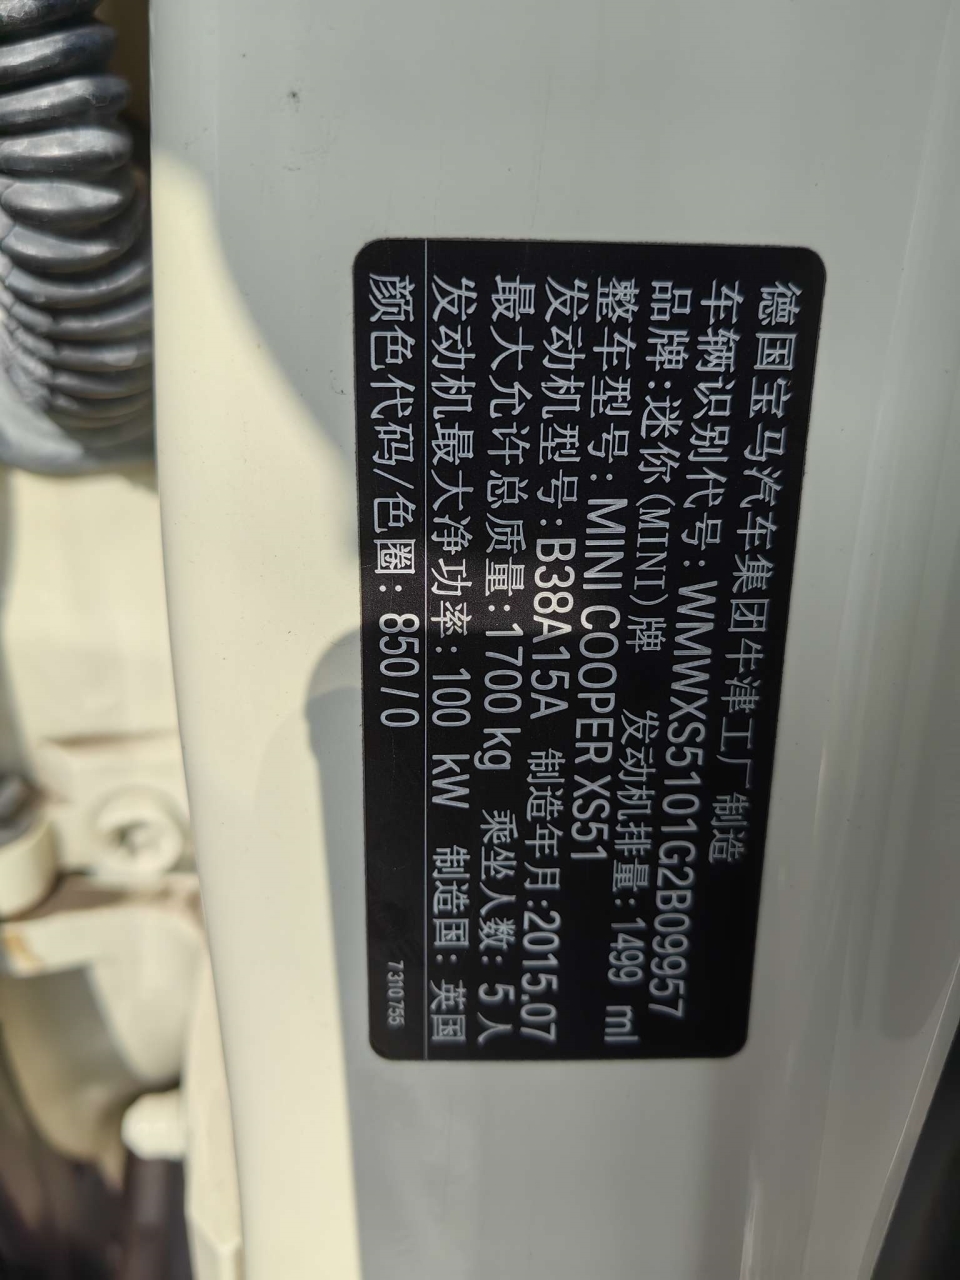 德国宝马汽车集团牛津工厂制造
车辆识别代号: WMWXS5101G2B09957
品牌:迷你(MINI)牌 发动机排量: 1499 ml
整车型号: MINI COOPER XS51
发动机型号: B38A15A 制造年月:2015.07
最大允许总质量: 1700 kg 乘坐人数: 5 人
发动机最大净功率: 100 kW 制造国: 英国
颜色代码/色圈: 850 / 0
7 310 755